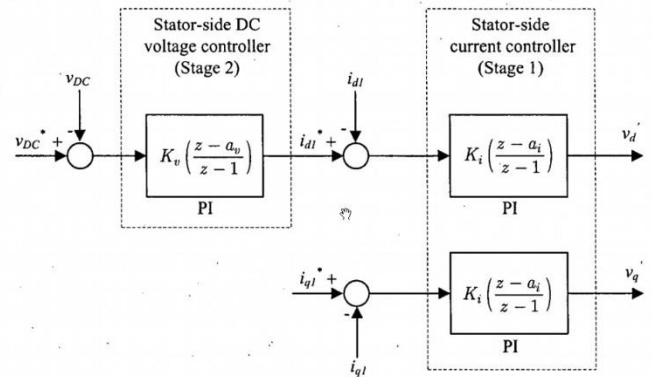 Stator-side DC
voltage controller
(Stage 2)
Stator-side
current controller
(Stage 1)
v_DC
i_dl
v_DC* +
-
K_v ( (z − a_v) / (z − 1) )
i_dl* +
-
K_i ( (z − a_i) / (z − 1) )
v_d'
PI
PI
i_ql* +
-
K_i ( (z − a_i) / (z − 1) )
v_q'
i_ql
PI